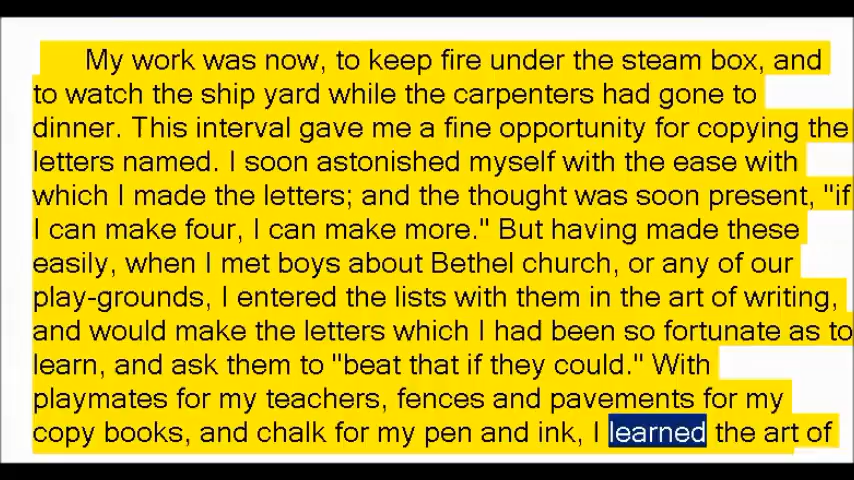 My work was now, to keep fire under the steam box, and
to watch the ship yard while the carpenters had gone to
dinner. This interval gave me a fine opportunity for copying the
letters named. I soon astonished myself with the ease with
which I made the letters; and the thought was soon present, "if
I can make four, I can make more." But having made these
easily, when I met boys about Bethel church, or any of our
play-grounds, I entered the lists with them in the art of writing,
and would make the letters which I had been so fortunate as to
learn, and ask them to "beat that if they could." With
playmates for my teachers, fences and pavements for my
copy books, and chalk for my pen and ink, I learned the art of